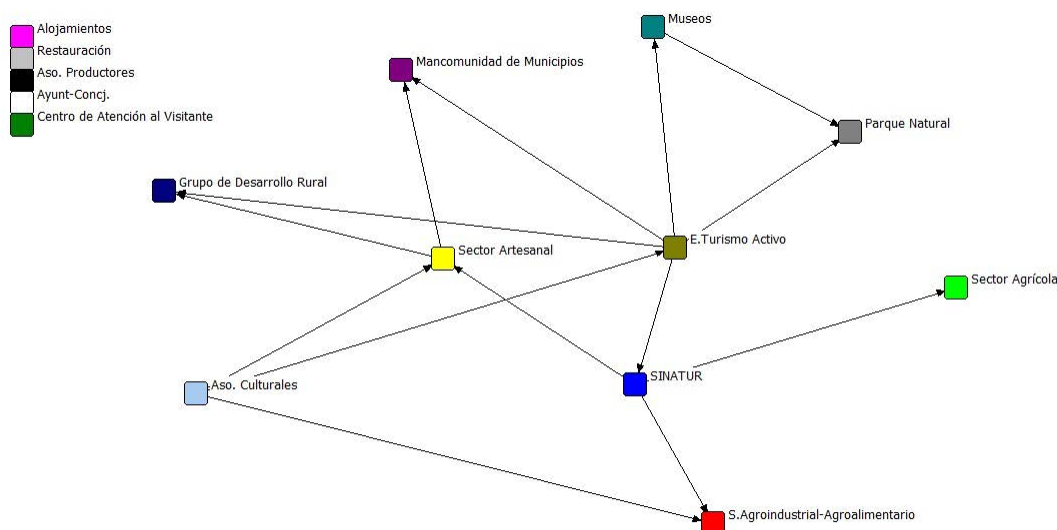 Alojamientos
Restauración
Aso. Productores
Ayunt-Concj.
Centro de Atención al Visitante
Museos
Mancomunidad de Municipios
Parque Natural
Grupo de Desarrollo Rural
E.Turismo Activo
Sector Artesanal
Sector Agrícola
SINATUR
Aso. Culturales
S.Agroindustrial-Agroalimentario